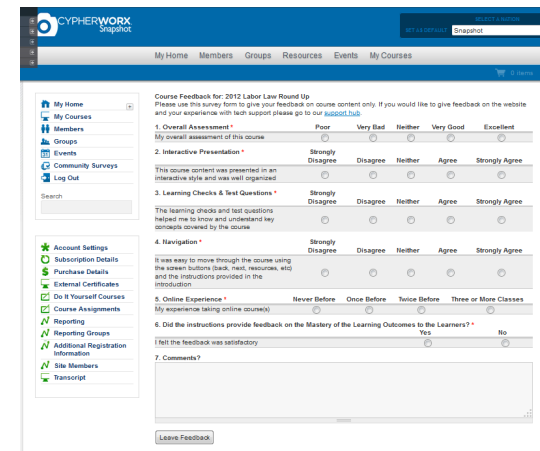 CYPHERWORX
Snapshot
SELECT A NATION
SET AS DEFAULT
Snapshot
My Home Members Groups Resources Events My Courses
0 items
My Home
My Courses
Members
Groups
Events
Community Surveys
Log Out
Search
Account Settings
Subscription Details
Purchase Details
External Certificates
Do It Yourself Courses
Course Assignments
Reporting
Reporting Groups
Additional Registration
Information
Site Members
Transcript
Course Feedback for: 2012 Labor Law Round Up
Please use this survey form to give your feedback on course content only. If you would like to give feedback on the website
and your experience with tech support please go to our support hub.
1. Overall Assessment * Poor Very Bad Neither Very Good Excellent
My overall assessment of this course
2. Interactive Presentation * Strongly
Disagree Disagree Neither Agree Strongly Agree
This course content was presented in an
interactive style and was well organized
3. Learning Checks & Test Questions * Strongly
Disagree Disagree Neither Agree Strongly Agree
The learning checks and test questions
helped me to know and understand key
concepts covered by the course
4. Navigation * Strongly
Disagree Disagree Neither Agree Strongly Agree
It was easy to move through the course using
the screen buttons (back, next, resources, etc)
and the instructions provided in the
introduction
5. Online Experience * Never Before Once Before Twice Before Three or More Classes
My experience taking online course(s)
6. Did the instructions provide feedback on the Mastery of the Learning Outcomes to the Learners? *
Yes No
I felt the feedback was satisfactory
7. Comments?
Leave Feedback